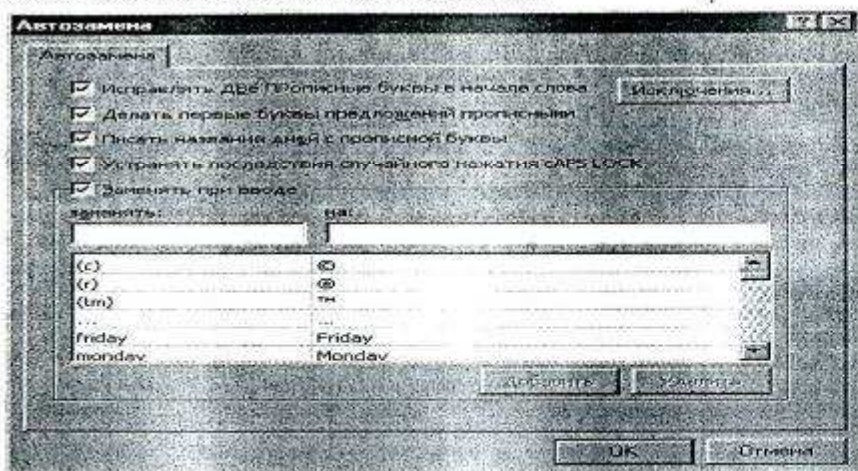 Автозамена
Автозамена
Исправлять ДВе ПРописные буквы в начале слова
Исключения...
Делать первые буквы предложений прописными
Писать названия дней с прописной буквы
Устранять последствия случайного нажатия cAPS LOCK
Заменять при вводе
заменять: на:
(c) ©
(r) ®
(tm) ™
... …
friday Friday
monday Monday
Добавить Удалить
OK Отмена